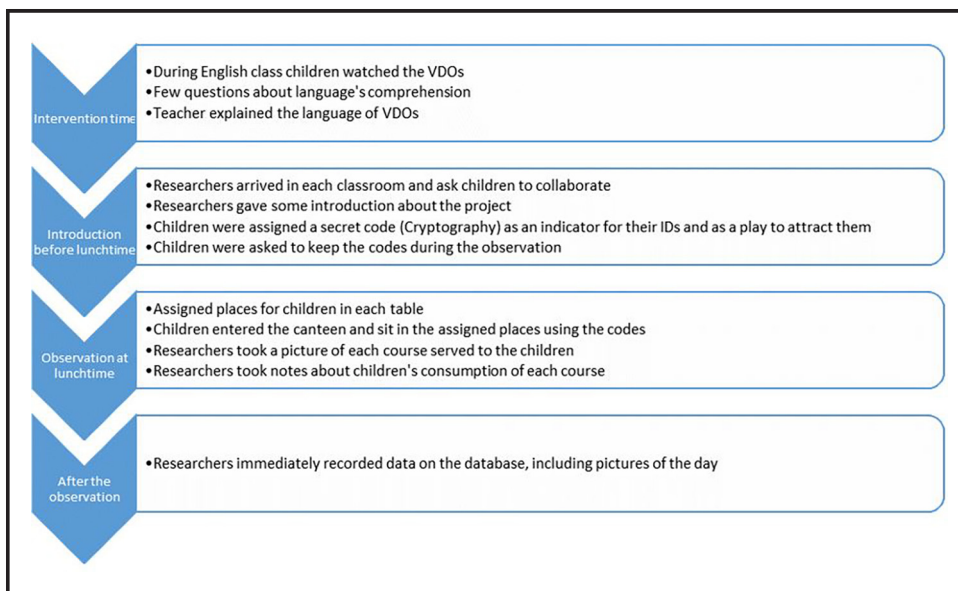 Intervention time
•During English class children watched the VDOs
•Few questions about language's comprehension
•Teacher explained the language of VDOs
Introduction
before lunchtime
•Researchers arrived in each classroom and ask children to collaborate
•Researchers gave some introduction about the project
•Children were assigned a secret code (Cryptography) as an indicator for their IDs and as a play to attract them
•Children were asked to keep the codes during the observation
Observation at
lunchtime
•Assigned places for children in each table
•Children entered the canteen and sit in the assigned places using the codes
•Researchers took a picture of each course served to the children
•Researchers took notes about children's consumption of each course
After the
observation
•Researchers immediately recorded data on the database, including pictures of the day